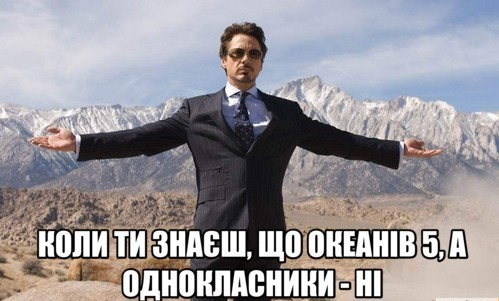 КОЛИ ТИ ЗНАЄШ, ЩО ОКЕАНІВ 5, А
ОДНОКЛАСНИКИ - НІ